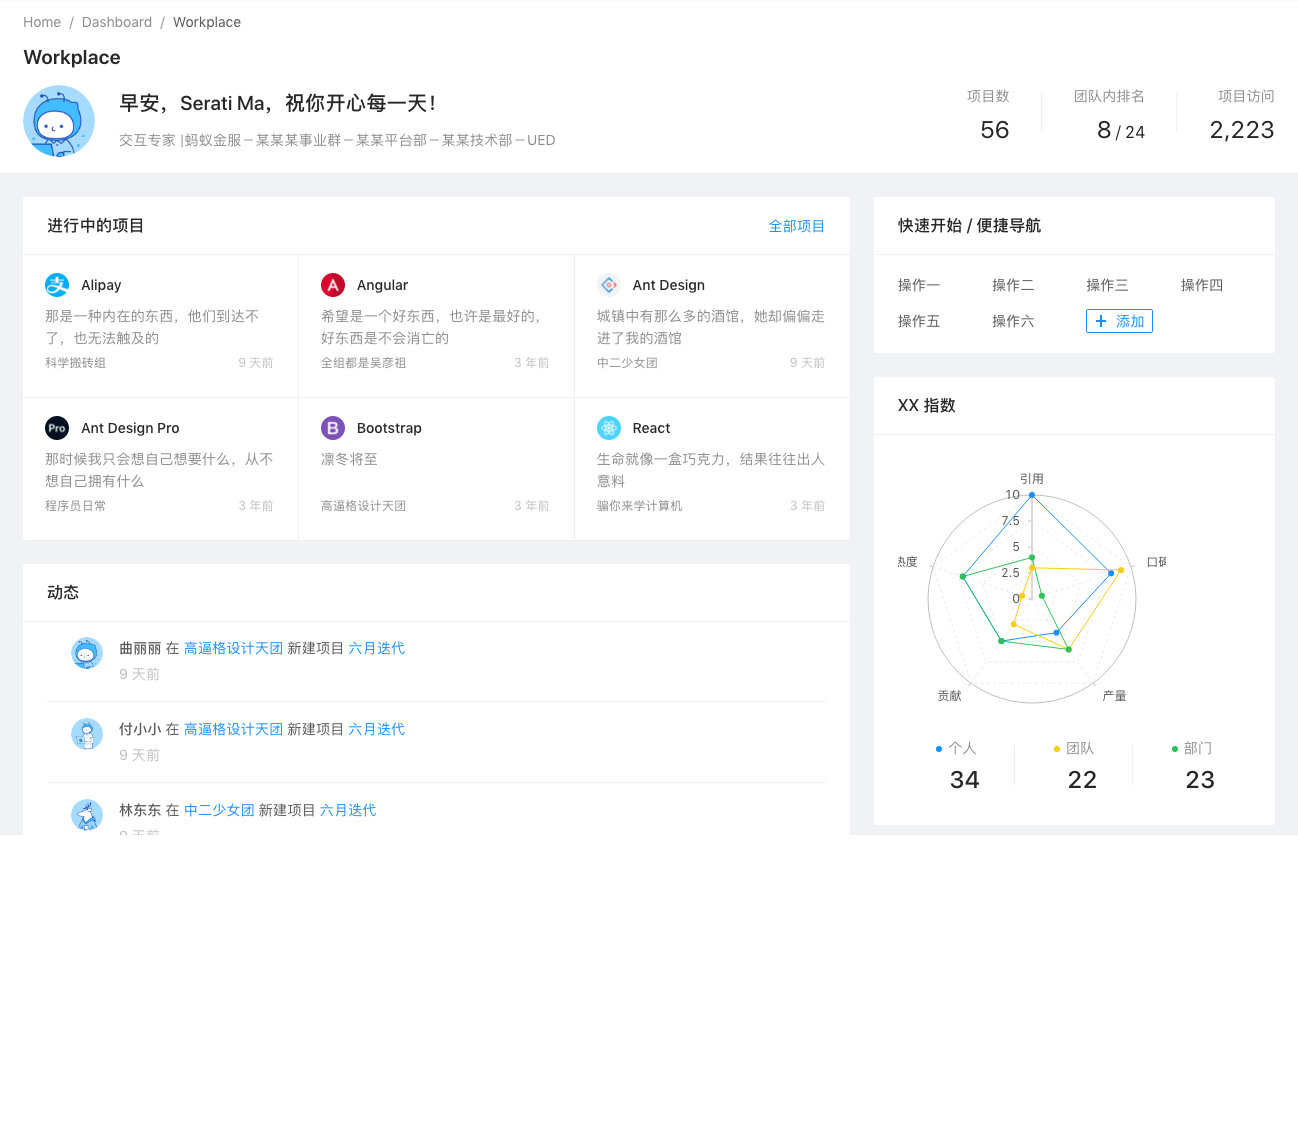 Home / Dashboard / Workplace
Workplace
早安，Serati Ma，祝你开心每一天！
交互专家 |蚂蚁金服－某某某事业群－某某平台部－某某技术部－UED
项目数
56
团队内排名
8 / 24
项目访问
2,223
进行中的项目
全部项目
Alipay
那是一种内在的东西，他们到达不
了，也无法触及的
科学搬砖组
9 天前
Angular
希望是一个好东西，也许是最好的，
好东西是不会消亡的
全组都是吴彦祖
3 年前
Ant Design
城镇中有那么多的酒馆，她却偏偏走
进了我的酒馆
中二少女团
9 天前
Pro
Ant Design Pro
那时候我只会想自己想要什么，从不
想自己拥有什么
程序员日常
3 年前
B
Bootstrap
凛冬将至
高逼格设计天团
3 年前
React
生命就像一盒巧克力，结果往往出人
意料
骗你来学计算机
3 年前
动态
曲丽丽 在 高逼格设计天团 新建项目 六月迭代
9 天前
付小小 在 高逼格设计天团 新建项目 六月迭代
9 天前
林东东 在 中二少女团 新建项目 六月迭代
9 天前
快速开始 / 便捷导航
操作一
操作二
操作三
操作四
操作五
操作六
+ 添加
XX 指数
引用
10
7.5
5
2.5
0
热度
口
贡献
产量
个人
34
团队
22
部门
23